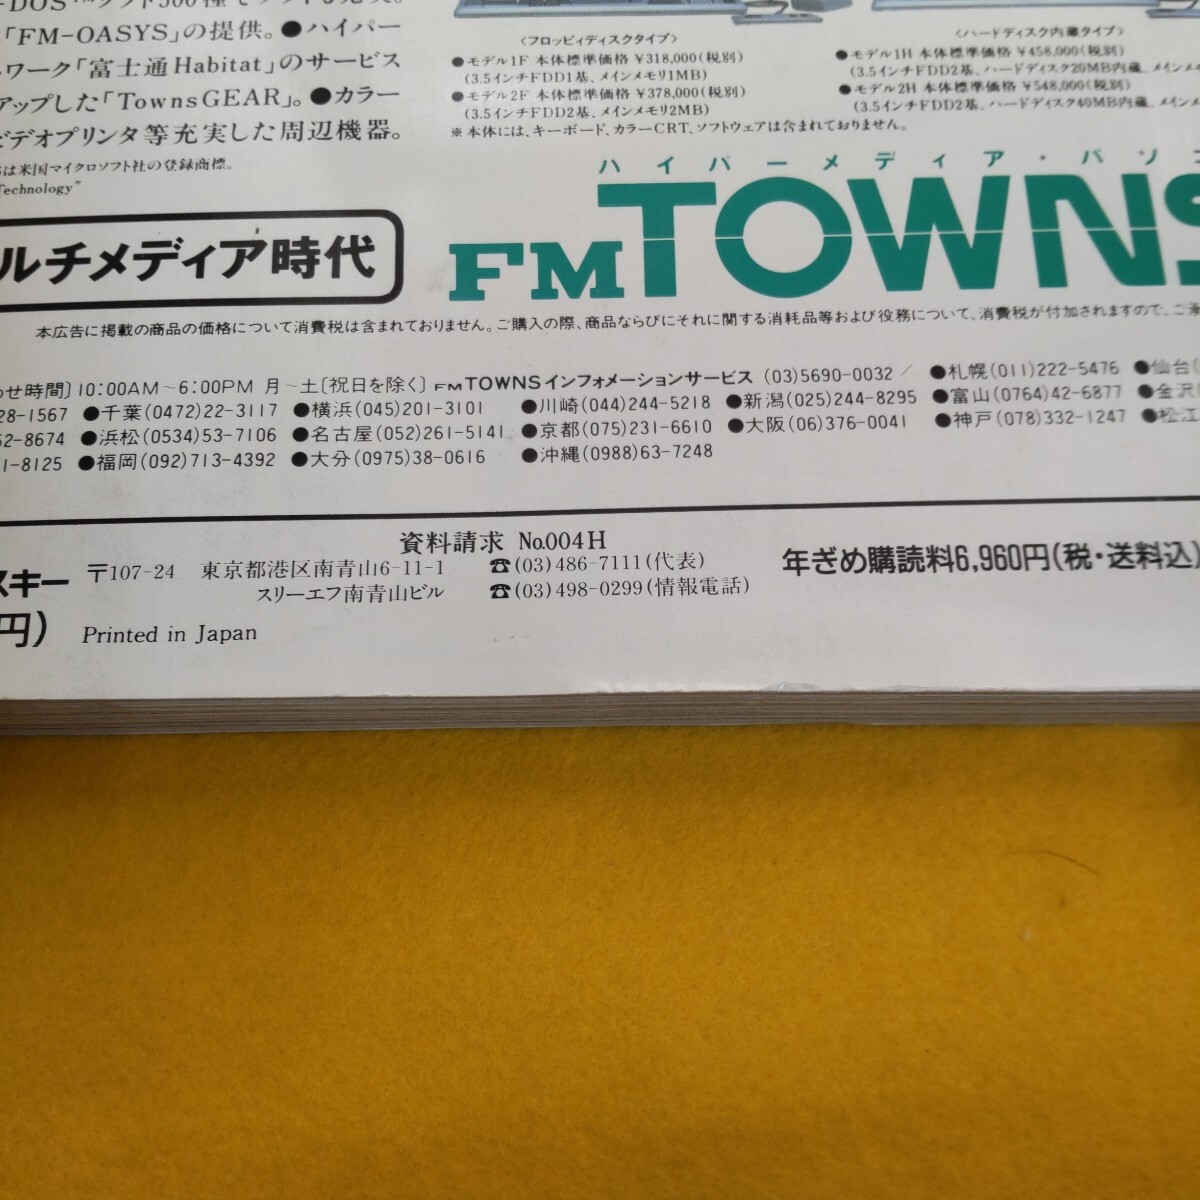 「FM-OASYS」の提供。●ハイパー
ワーク「富士通Habitat」のサービス
アップした「TownsGEAR」。●カラー
ビデオプリンタ等充実した周辺機器。
は米国マイクロソフト社の登録商標。
Technology"
〈フロッピィディスクタイプ〉
●モデル1F 本体標準価格 ¥318,000(税別)
(3.5インチFDD1基、メインメモリ1MB)
●モデル2F 本体標準価格 ¥378,000(税別)
(3.5インチFDD2基、メインメモリ2MB)
※本体には、キーボード、カラーCRT、ソフトウェアは含まれておりません。
〈ハードディスク内蔵タイプ〉
●モデル1H 本体標準価格 ¥458,000(税別)
(3.5インチFDD2基、ハードディスク20MB内蔵、メインメ
●モデル2H 本体標準価格 ¥548,000(税別)
(3.5インチFDD2基、ハードディスク40MB内蔵、メイン
ハイパーメディア・パソ
FM TOWNS
ルチメディア時代
本広告に掲載の商品の価格について消費税は含まれておりません。ご購入の際、商品ならびにそれに関する消耗品等および役務について、消費税が付加されますので、ご承
わせ時間〕10:00AM～6:00PM 月～土〔祝日を除く〕FM TOWNSインフォメーションサービス (03)5690-0032／ ●札幌(011)222-5476 ●仙台(
28-1567 ●千葉(0472)22-3117 ●横浜(045)201-3101 ●川崎(044)244-5218 ●新潟(025)244-8295 ●富山(0764)42-6877 ●金沢(
52-8674 ●浜松(0534)53-7106 ●名古屋(052)261-5141 ●京都(075)231-6610 ●大阪(06)376-0041 ●神戸(078)332-1247 ●松江
1-8125 ●福岡(092)713-4392 ●大分(0975)38-0616 ●沖縄(0988)63-7248
資料請求 No.004H
スキー 〒107-24 東京都港区南青山6-11-1 ☎(03)486-7111(代表)
スリーエフ南青山ビル ☎(03)498-0299(情報電話)
年ぎめ購読料6,960円(税・送料込)
円) Printed in Japan